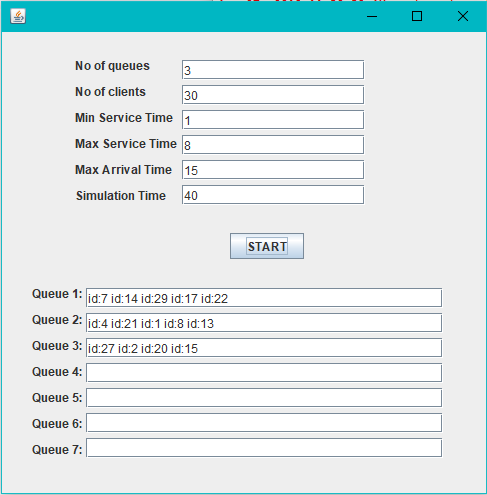 No of queues 3
No of clients 30
Min Service Time 1
Max Service Time 8
Max Arrival Time 15
Simulation Time 40
START
Queue 1: id:7 id:14 id:29 id:17 id:22
Queue 2: id:4 id:21 id:1 id:8 id:13
Queue 3: id:27 id:2 id:20 id:15
Queue 4:
Queue 5:
Queue 6:
Queue 7: